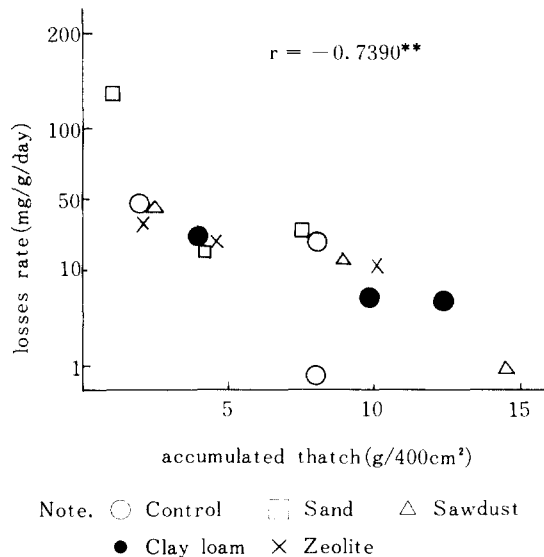 200
r = −0.7390**
100
50
10
1
losses rate(mg/g/day)
5 10 15
accumulated thatch(g/400cm²)
Note. ○ Control □ Sand △ Sawdust
● Clay loam × Zeolite